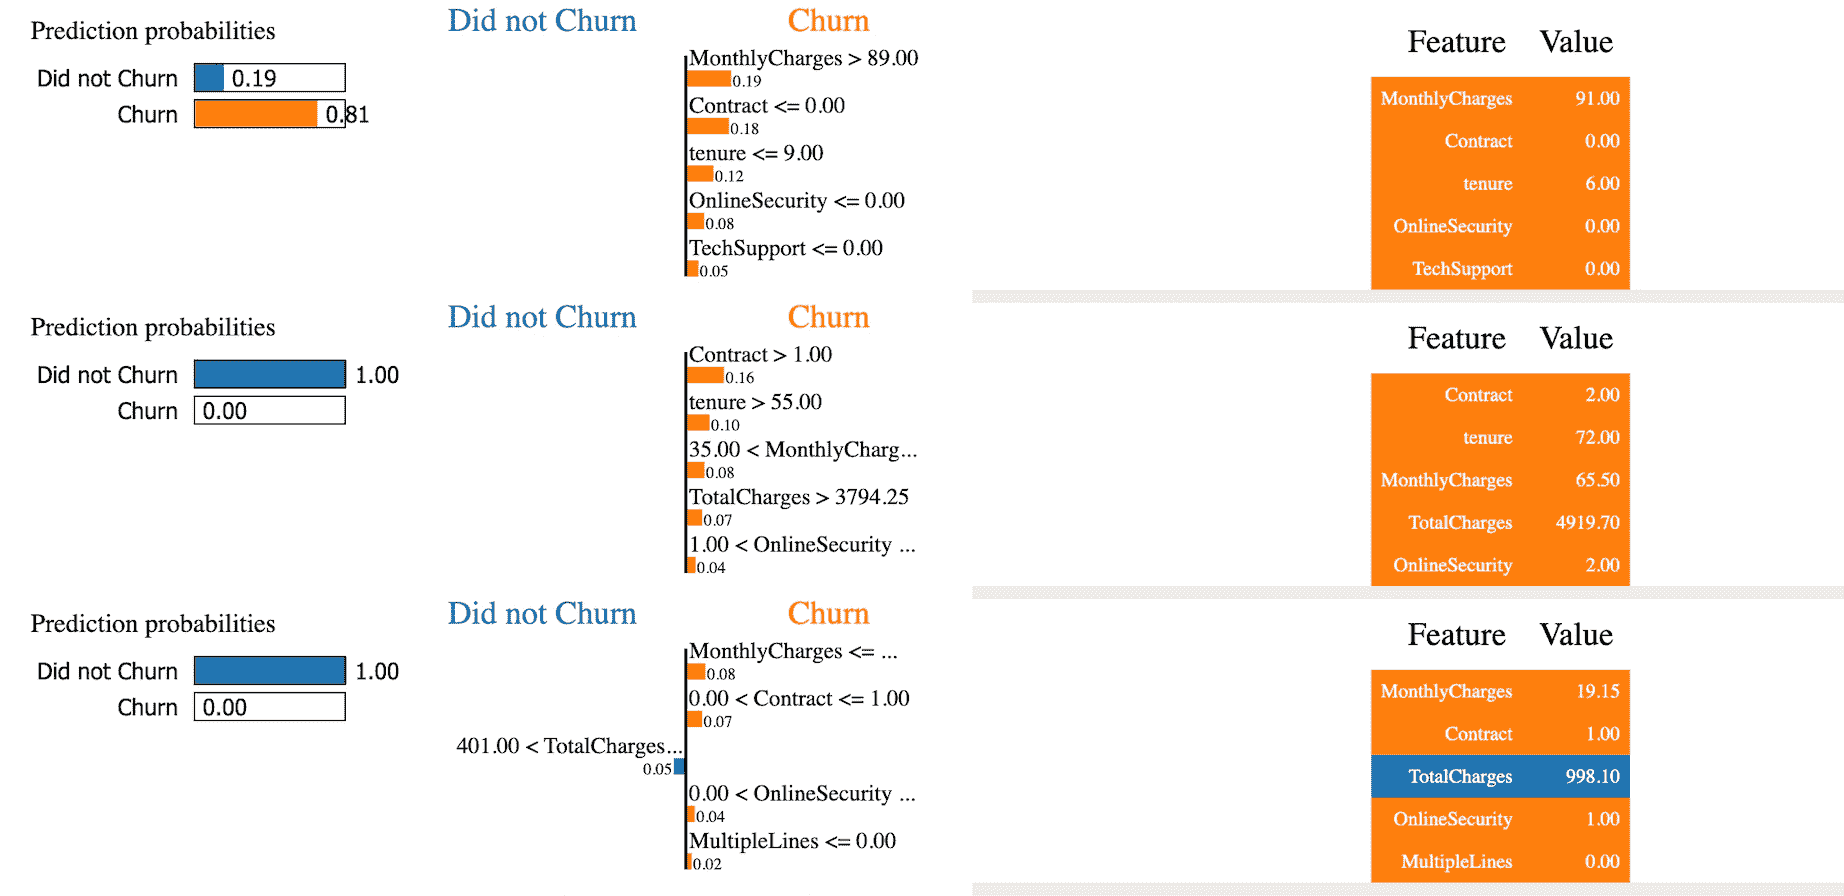 Prediction probabilities
Did not Churn 0.19
Churn 0.81
Did not Churn Churn
MonthlyCharges > 89.00
0.19
Contract <= 0.00
0.18
tenure <= 9.00
0.12
OnlineSecurity <= 0.00
0.08
TechSupport <= 0.00
0.05
Feature Value
MonthlyCharges 91.00
Contract 0.00
tenure 6.00
OnlineSecurity 0.00
TechSupport 0.00
Prediction probabilities
Did not Churn 1.00
Churn 0.00
Did not Churn Churn
Contract > 1.00
0.16
tenure > 55.00
0.10
35.00 < MonthlyCharg...
0.08
TotalCharges > 3794.25
0.07
1.00 < OnlineSecurity ...
0.04
Feature Value
Contract 2.00
tenure 72.00
MonthlyCharges 65.50
TotalCharges 4919.70
OnlineSecurity 2.00
Prediction probabilities
Did not Churn 1.00
Churn 0.00
Did not Churn Churn
MonthlyCharges <= ...
0.08
0.00 < Contract <= 1.00
0.07
401.00 < TotalCharges...
0.05
0.00 < OnlineSecurity ...
0.04
MultipleLines <= 0.00
0.02
Feature Value
MonthlyCharges 19.15
Contract 1.00
TotalCharges 998.10
OnlineSecurity 1.00
MultipleLines 0.00